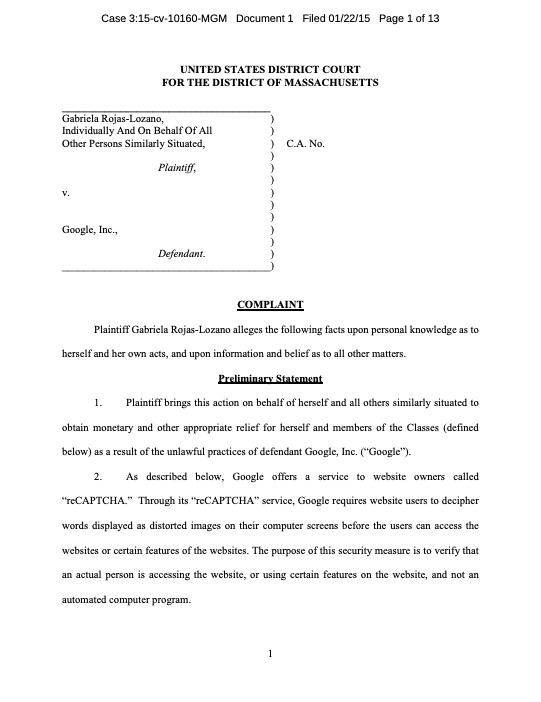 Case 3:15-cv-10160-MGM Document 1 Filed 01/22/15 Page 1 of 13
UNITED STATES DISTRICT COURT
FOR THE DISTRICT OF MASSACHUSETTS
Gabriela Rojas-Lozano, )
Individually And On Behalf Of All )
Other Persons Similarly Situated, ) C.A. No.
)
Plaintiff, )
)
v. )
)
)
Google, Inc., )
)
Defendant. )
)
COMPLAINT
Plaintiff Gabriela Rojas-Lozano alleges the following facts upon personal knowledge as to
herself and her own acts, and upon information and belief as to all other matters.
Preliminary Statement
1. Plaintiff brings this action on behalf of herself and all others similarly situated to
obtain monetary and other appropriate relief for herself and members of the Classes (defined
below) as a result of the unlawful practices of defendant Google, Inc. (“Google”).
2. As described below, Google offers a service to website owners called
“reCAPTCHA.” Through its “reCAPTCHA” service, Google requires website users to decipher
words displayed as distorted images on their computer screens before the users can access the
websites or certain features of the websites. The purpose of this security measure is to verify that
an actual person is accessing the website, or using certain features on the website, and not an
automated computer program.
1